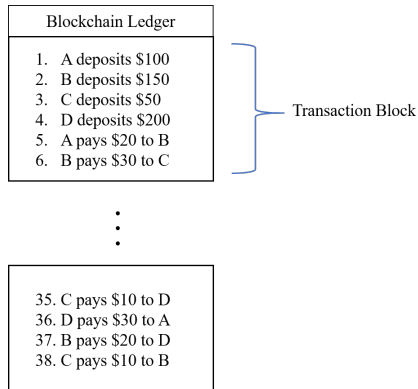 Blockchain Ledger
1. A deposits $100
2. B deposits $150
3. C deposits $50
4. D deposits $200
5. A pays $20 to B
6. B pays $30 to C
Transaction Block
35. C pays $10 to D
36. D pays $30 to A
37. B pays $20 to D
38. C pays $10 to B